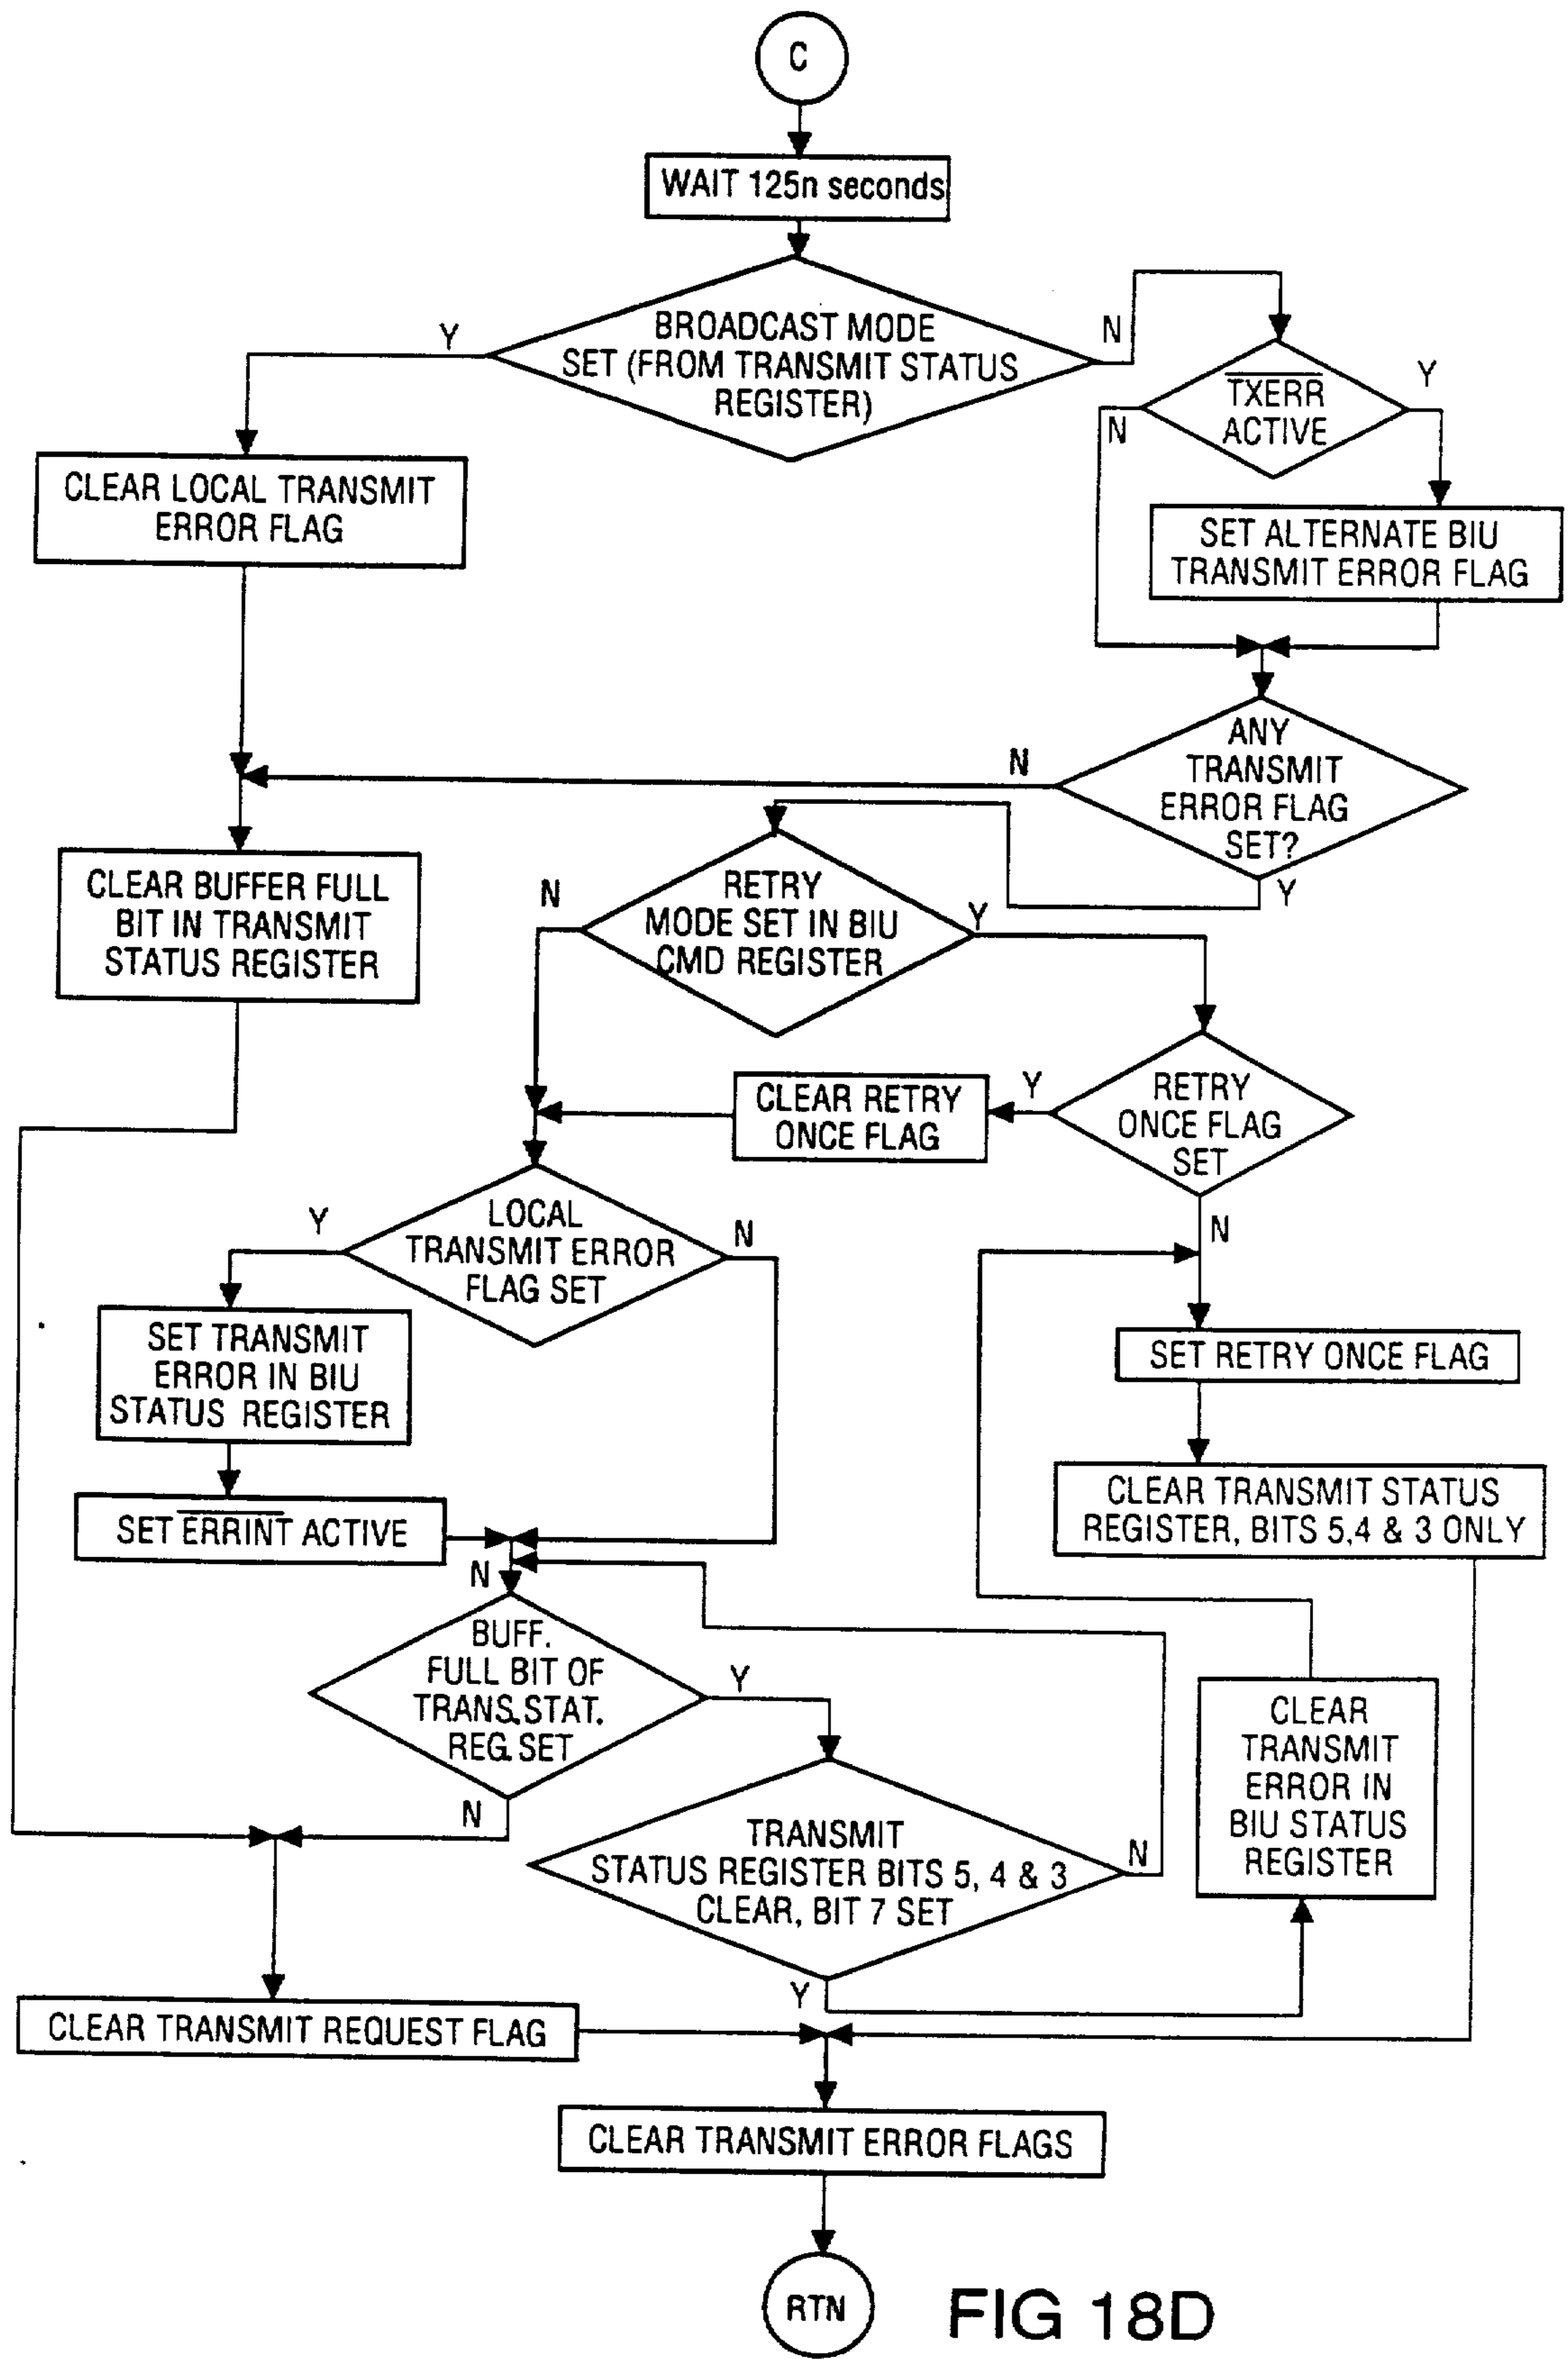 C
WAIT 125n seconds
BROADCAST MODE
SET (FROM TRANSMIT STATUS
REGISTER)
Y
N
TXERR
ACTIVE
N
Y
CLEAR LOCAL TRANSMIT
ERROR FLAG
SET ALTERNATE BIU
TRANSMIT ERROR FLAG
ANY
TRANSMIT
ERROR FLAG
SET?
N
Y
CLEAR BUFFER FULL
BIT IN TRANSMIT
STATUS REGISTER
RETRY
MODE SET IN BIU
CMD REGISTER
N
Y
CLEAR RETRY
ONCE FLAG
Y
RETRY
ONCE FLAG
SET
N
LOCAL
TRANSMIT ERROR
FLAG SET
Y
N
SET TRANSMIT
ERROR IN BIU
STATUS REGISTER
SET RETRY ONCE FLAG
SET ERRINT ACTIVE
CLEAR TRANSMIT STATUS
REGISTER, BITS 5,4 & 3 ONLY
N
BUFF.
FULL BIT OF
TRANS.STAT.
REG.SET
Y
N
TRANSMIT
STATUS REGISTER BITS 5, 4 & 3
CLEAR, BIT 7 SET
N
Y
CLEAR
TRANSMIT
ERROR IN
BIU STATUS
REGISTER
CLEAR TRANSMIT REQUEST FLAG
CLEAR TRANSMIT ERROR FLAGS
RTN
FIG 18D